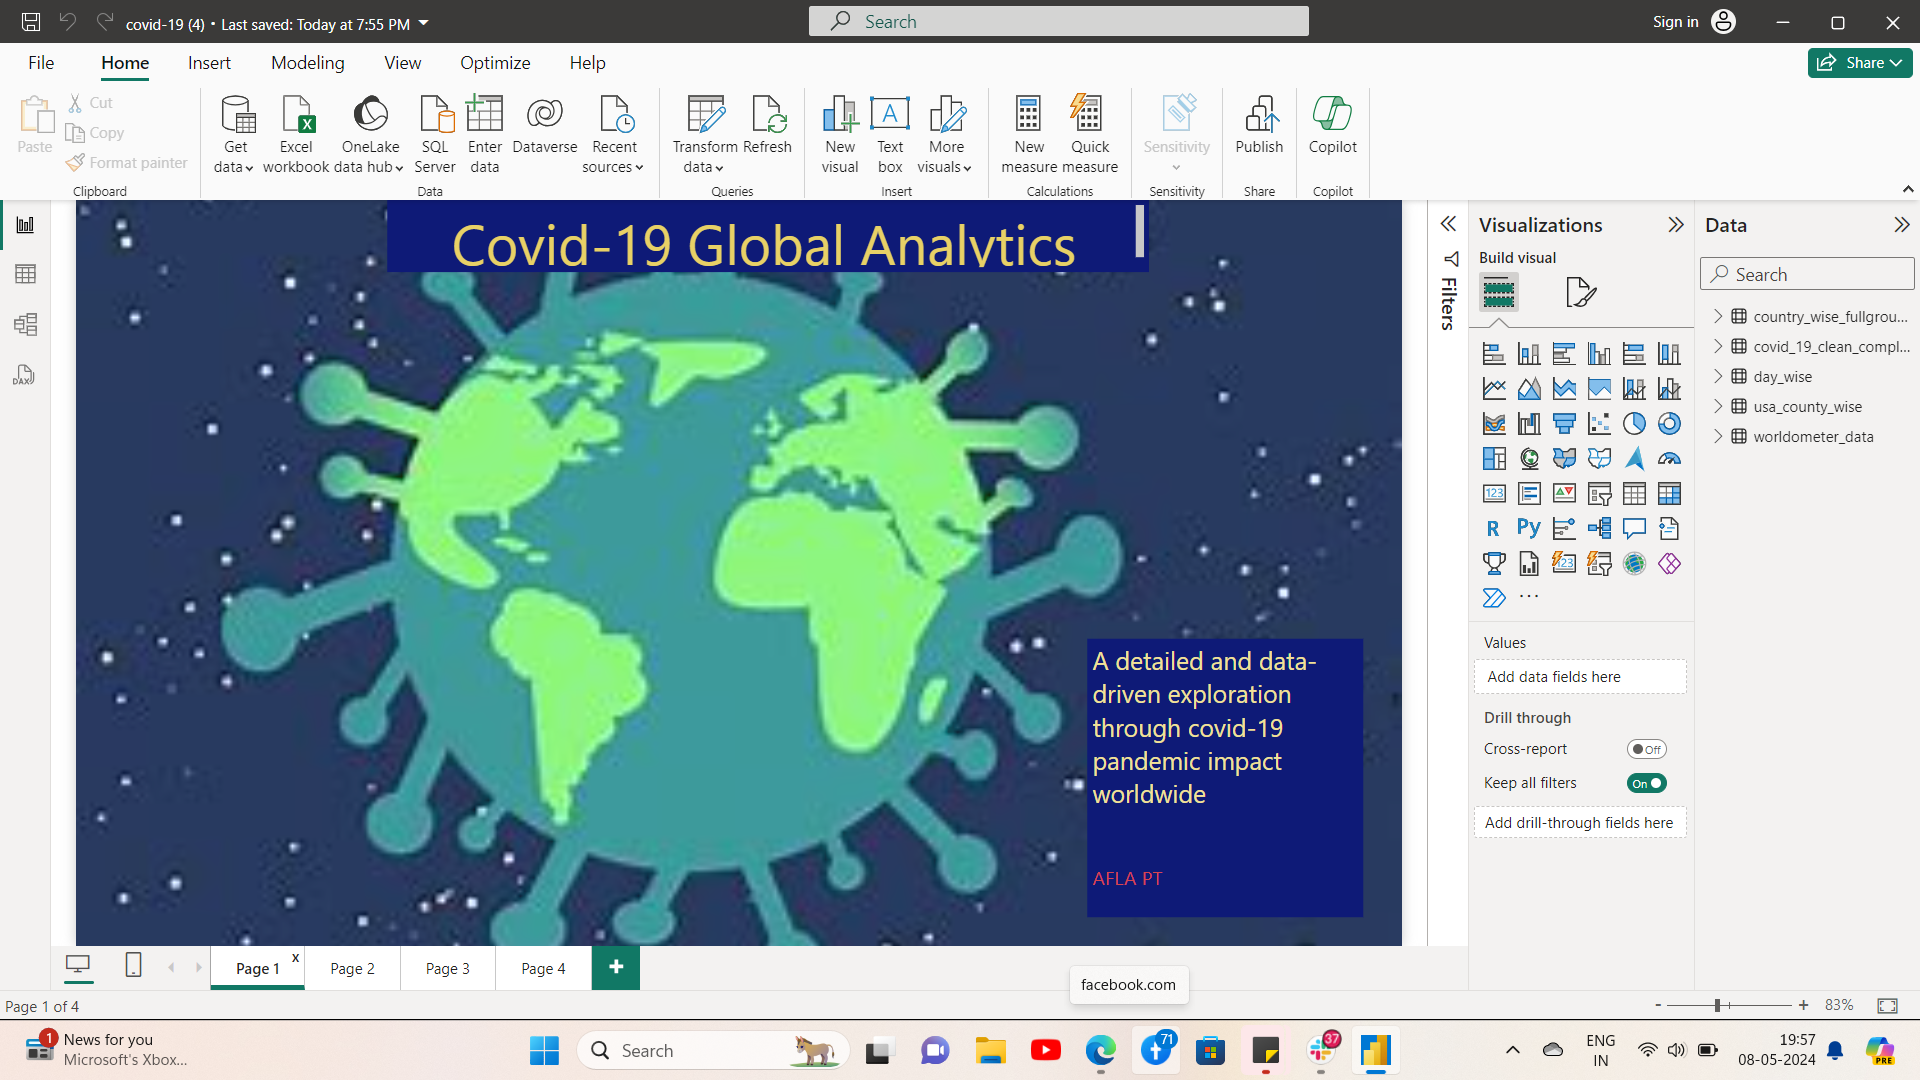 covid-19 (4) • Last saved: Today at 7:55 PM
Search
Sign in
File Home Insert Modeling View Optimize Help
Share
Paste
Cut
Copy
Format painter
Clipboard
Get data
Excel workbook
OneLake data hub
SQL Server
Enter data
Dataverse
Recent sources
Data
Transform data
Refresh
Queries
New visual
Text box
More visuals
Insert
New measure
Quick measure
Calculations
Sensitivity
Sensitivity
Publish
Share
Copilot
Copilot
DAX
Covid-19 Global Analytics
A detailed and data-
driven exploration
through covid-19
pandemic impact
worldwide
AFLA PT
Filters
Visualizations
Build visual
123
R Py
123
Values
Add data fields here
Drill through
Cross-report
Off
Keep all filters
On
Add drill-through fields here
Data
Search
country_wise_fullgrou...
covid_19_clean_compl...
day_wise
usa_county_wise
worldometer_data
Page 1 x
Page 2
Page 3
Page 4
+
facebook.com
Page 1 of 4
- + 83%
1
News for you
Microsoft's Xbox...
Search
71
37
ENG
IN
19:57
08-05-2024
PRE